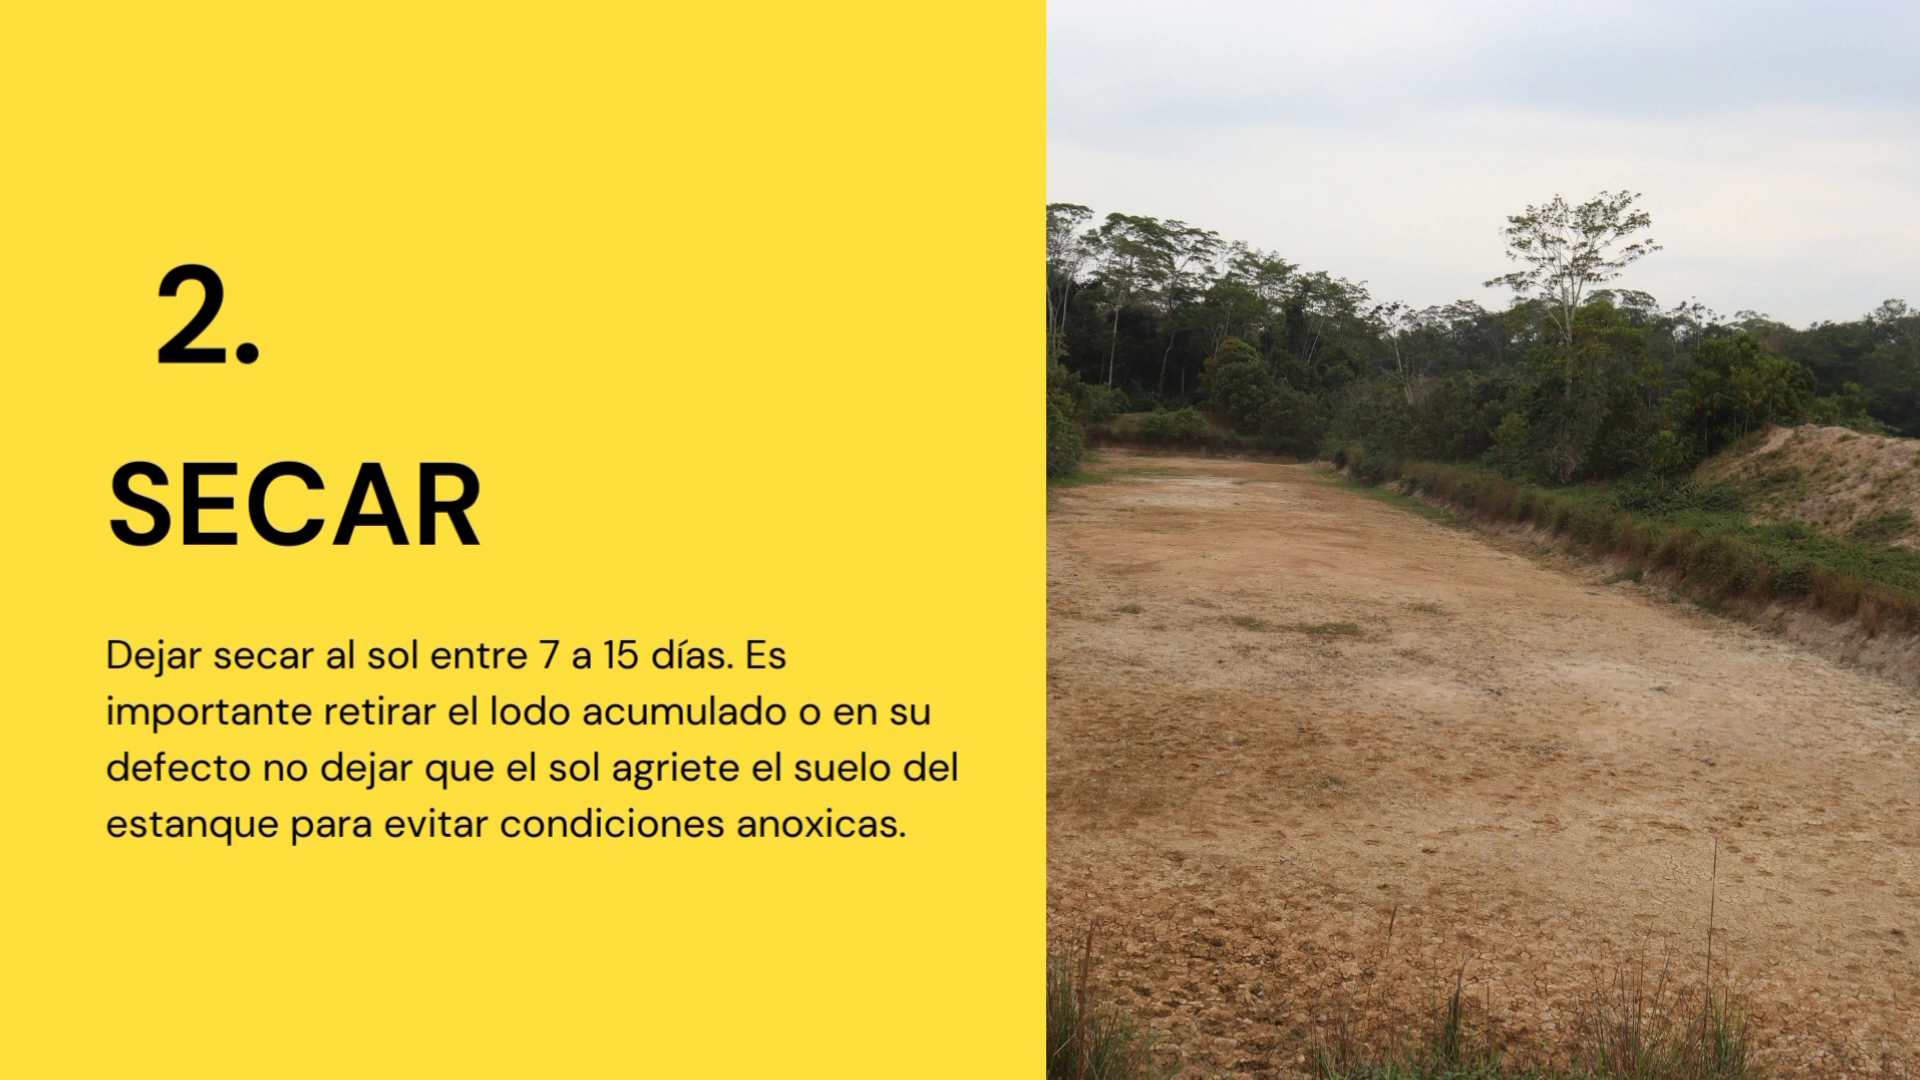 2.
SECAR
Dejar secar al sol entre 7 a 15 días. Es
importante retirar el lodo acumulado o en su
defecto no dejar que el sol agriete el suelo del
estanque para evitar condiciones anoxicas.